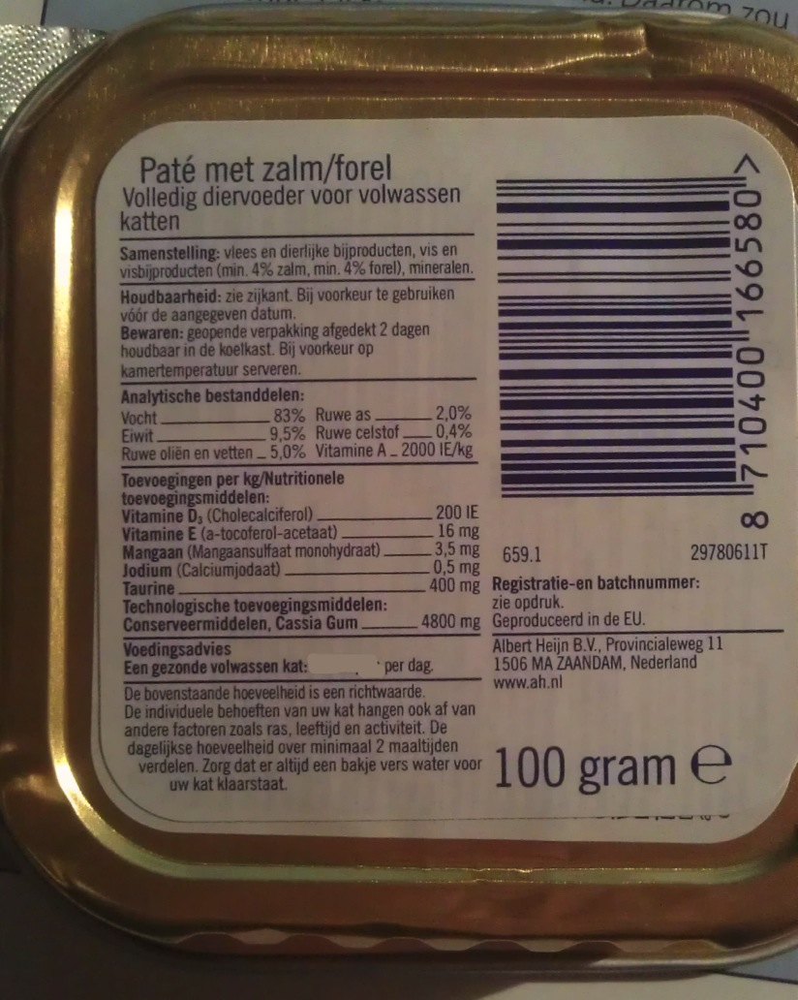 Daarom zou
Paté met zalm/forel
Volledig diervoeder voor volwassen
katten
Samenstelling: vlees en dierlijke bijproducten, vis en
visbijproducten (min. 4% zalm, min. 4% forel), mineralen.
Houdbaarheid: zie zijkant. Bij voorkeur te gebruiken
vóór de aangegeven datum.
Bewaren: geopende verpakking afgedekt 2 dagen
houdbaar in de koelkast. Bij voorkeur op
kamertemperatuur serveren.
Analytische bestanddelen:
Vocht 83% Ruwe as 2,0%
Eiwit 9,5% Ruwe celstof 0,4%
Ruwe oliën en vetten 5,0% Vitamine A 2000 IE/kg
Toevoegingen per kg/Nutritionele
toevoegingsmiddelen:
Vitamine D₃ (Cholecalciferol) 200 IE
Vitamine E (a-tocoferol-acetaat) 16 mg
Mangaan (Mangaansulfaat monohydraat) 3,5 mg
Jodium (Calciumjodaat) 0,5 mg
Taurine 400 mg
Technologische toevoegingsmiddelen:
Conserveermiddelen, Cassia Gum 4800 mg
Voedingsadvies
Een gezonde volwassen kat: per dag.
De bovenstaande hoeveelheid is een richtwaarde.
De individuele behoeften van uw kat hangen ook af van
andere factoren zoals ras, leeftijd en activiteit. De
dagelijkse hoeveelheid over minimaal 2 maaltijden
verdelen. Zorg dat er altijd een bakje vers water voor
uw kat klaarstaat.
8 710400 166580 >
659.1 29780611T
Registratie-en batchnummer:
zie opdruk.
Geproduceerd in de EU.
Albert Heijn B.V., Provincialeweg 11
1506 MA ZAANDAM, Nederland
www.ah.nl
100 gram e